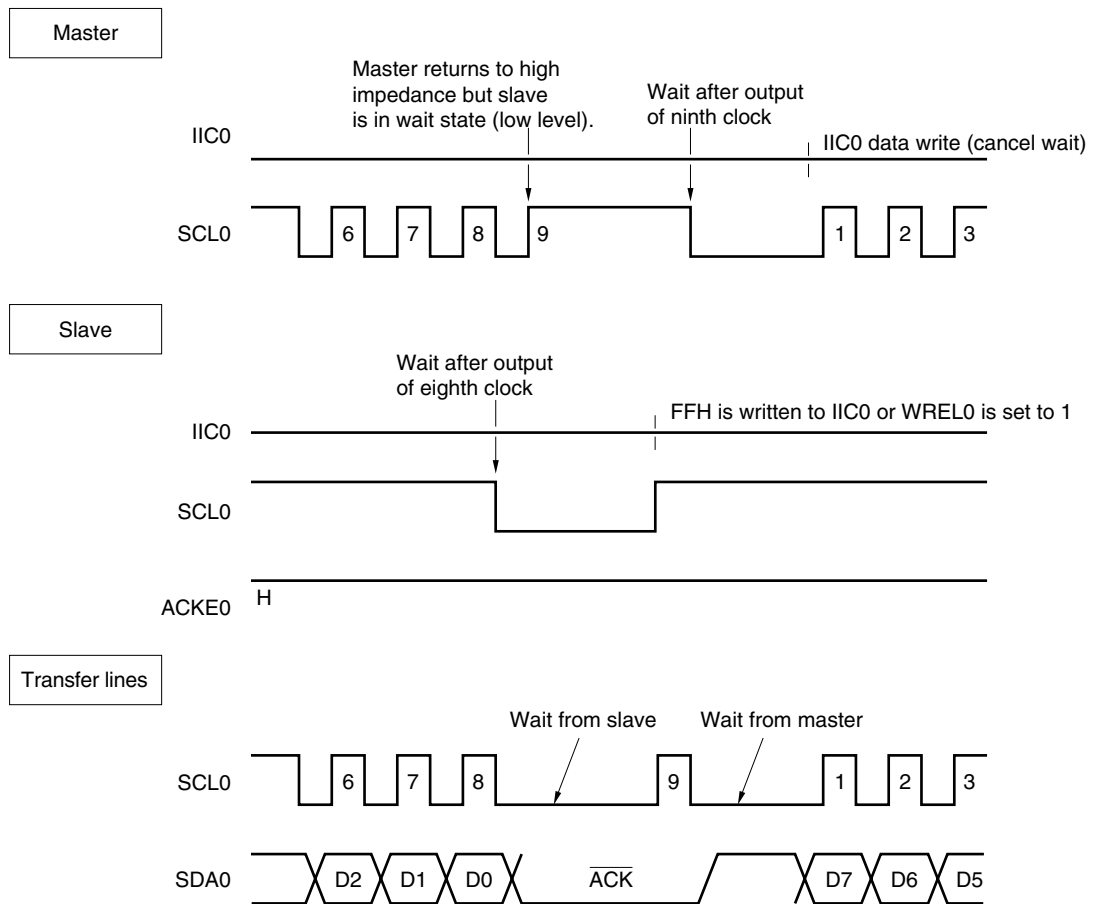 Master
Master returns to high
impedance but slave
is in wait state (low level).
Wait after output
of ninth clock
IIC0
IIC0 data write (cancel wait)
SCL0
6 7 8 9 1 2 3
Slave
Wait after output
of eighth clock
FFH is written to IIC0 or WREL0 is set to 1
IIC0
SCL0
H
ACKE0
Transfer lines
Wait from slave Wait from master
SCL0 6 7 8 9 1 2 3
SDA0 D2 D1 D0 ACK D7 D6 D5